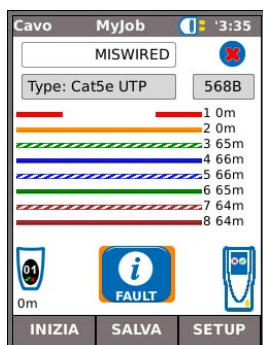 Cavo MyJob '3:35
MISWIRED
Type: Cat5e UTP 568B
1 0m
2 0m
3 65m
4 66m
5 66m
6 65m
7 64m
8 64m
01
i
0m FAULT
INIZIA SALVA SETUP